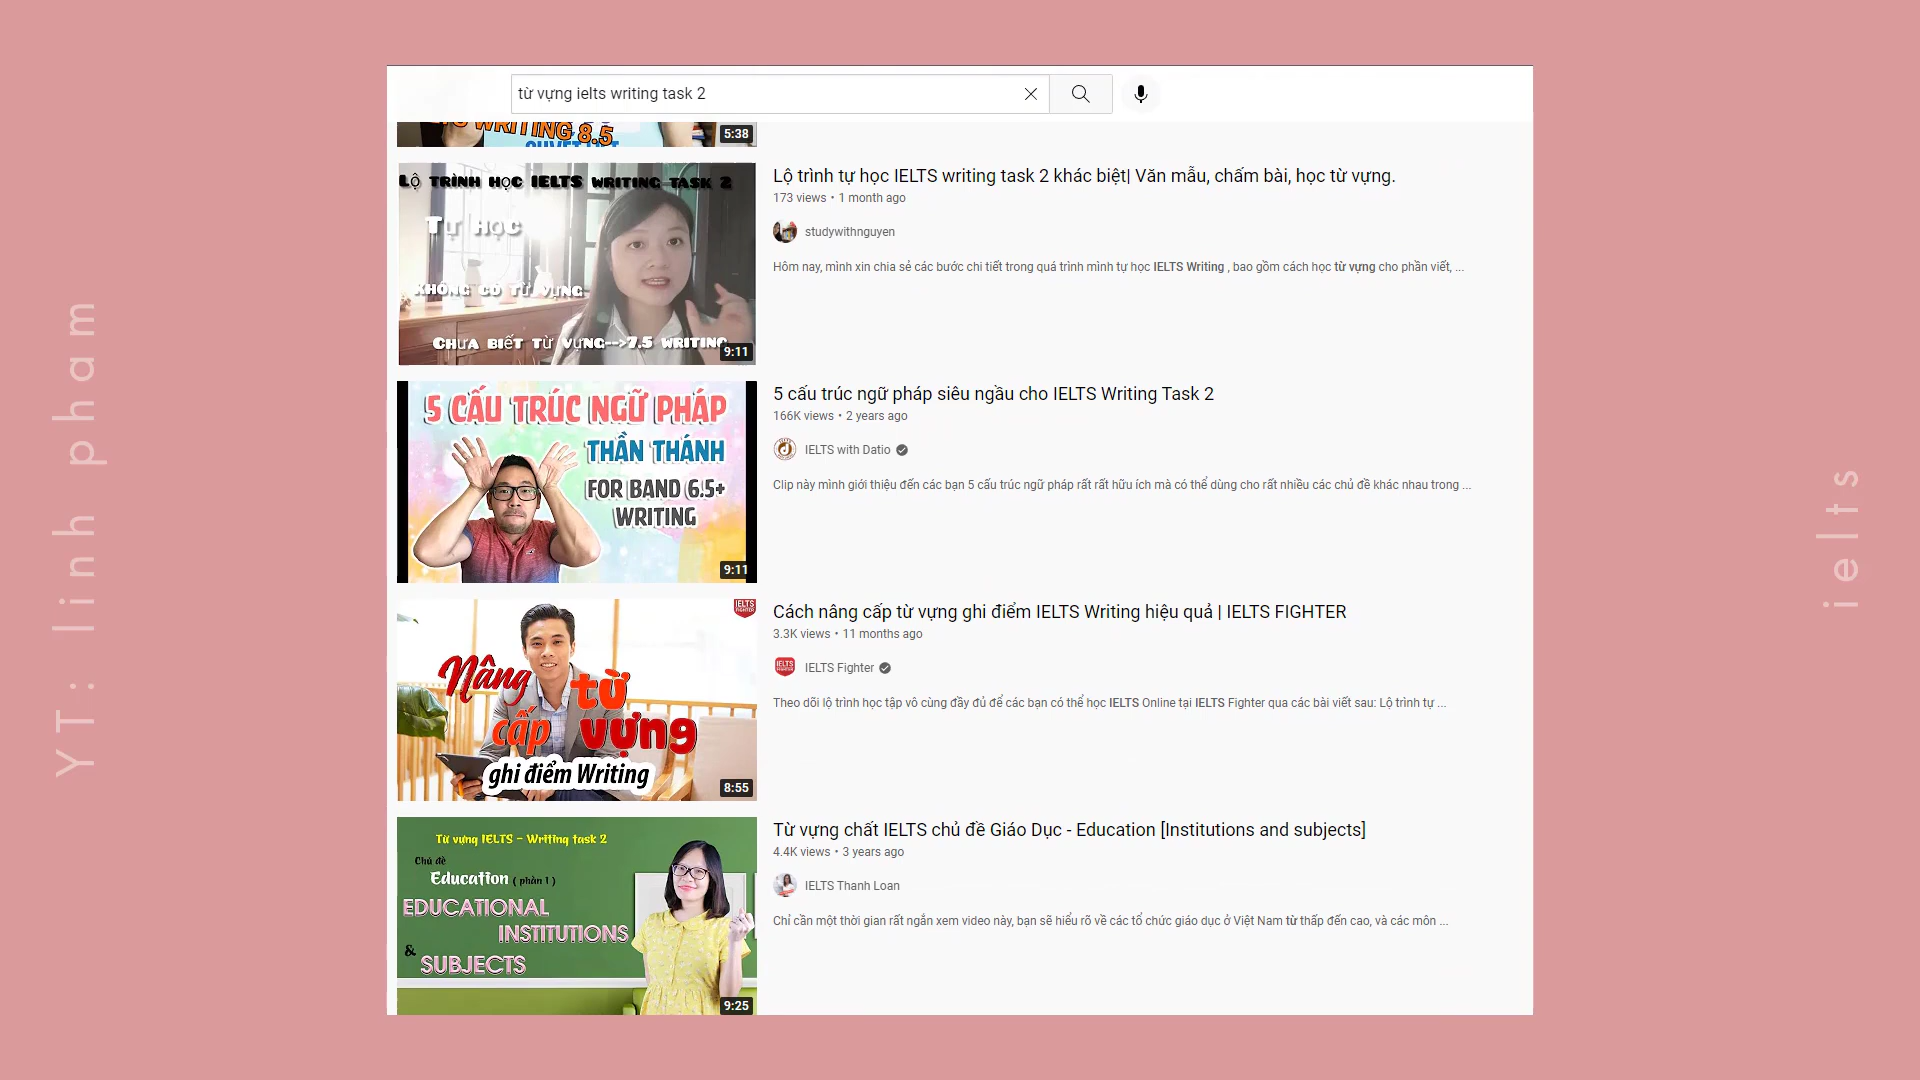 từ vựng ielts writing task 2
WRITING 8.5
5:38
LỘ TRÌNH HỌC IELTS WRITING TASK 2
TỰ HỌC
KHÔNG CÓ TỪ VỰNG
CHƯA BIẾT TỪ VỰNG-->7.5 WRITING
9:11
Lộ trình tự học IELTS writing task 2 khác biệt| Văn mẫu, chấm bài, học từ vựng.
173 views • 1 month ago
studywithnguyen
Hôm nay, mình xin chia sẻ các bước chi tiết trong quá trình mình tự học IELTS Writing , bao gồm cách học từ vựng cho phần viết, ...
5 CẤU TRÚC NGỮ PHÁP
THẦN THÁNH
FOR BAND 6.5+
WRITING
9:11
5 cấu trúc ngữ pháp siêu ngầu cho IELTS Writing Task 2
166K views • 2 years ago
IELTS with Datio
Clip này mình giới thiệu đến các bạn 5 cấu trúc ngữ pháp rất rất hữu ích mà có thể dùng cho rất nhiều các chủ đề khác nhau trong ...
IELTS
FIGHTER
Nâng
cấp
từ
vựng
ghi điểm Writing
8:55
Cách nâng cấp từ vựng ghi điểm IELTS Writing hiệu quả | IELTS FIGHTER
3.3K views • 11 months ago
IELTS Fighter
Theo dõi lộ trình học tập vô cùng đầy đủ để các bạn có thể học IELTS Online tại IELTS Fighter qua các bài viết sau: Lộ trình tự ...
Từ vựng IELTS - Writing task 2
Chủ đề
Education ( phần 1 )
EDUCATIONAL
INSTITUTIONS
&
SUBJECTS
9:25
Từ vựng chất IELTS chủ đề Giáo Dục - Education [Institutions and subjects]
4.4K views • 3 years ago
IELTS Thanh Loan
Chỉ cần một thời gian rất ngắn xem video này, bạn sẽ hiểu rõ về các tổ chức giáo dục ở Việt Nam từ thấp đến cao, và các môn ...
YT: linh pham
ielts